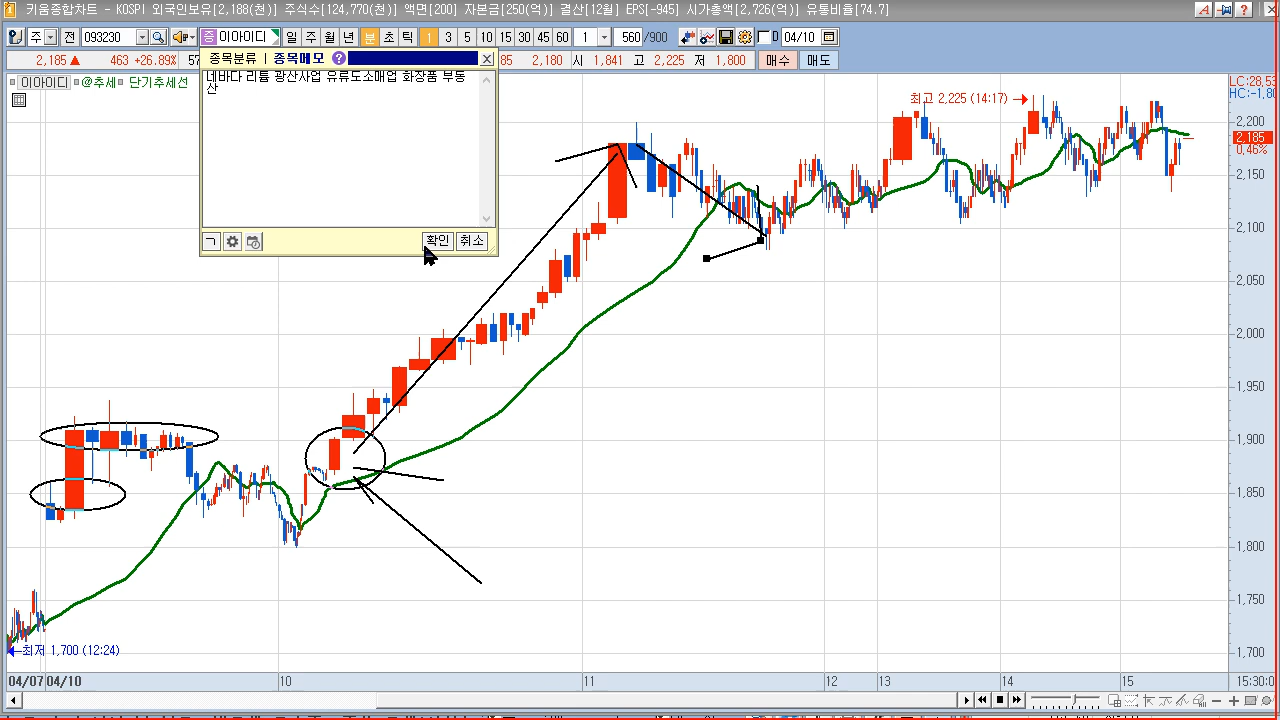 키움종합차트 - KOSPI 외국인보유[2,188(천)] 주식수[124,770(천)] 액면[20] 자본금[250(억)] 결산[12월] EPS[-945] 시가총액[2,726(억)] 유통비율[74.7]
주 전 093230 이아이디 일 주 월 년 분 초 틱 1 3 5 10 15 30 45 60 1 560 /900 D 04/10
2,185 ▲ 463 +26.89% 2,180 시 1,841 고 2,225 저 1,800 매수 매도
종목분류 | 종목메모 ?
네바다 리튬 광산사업 유류도소매업 화장품 부동산
확인 취소
이아이디 @추세 단기추세선
LC:28,53
HC:-1,80
최고 2,225 (14:17)
2,200
2,185
0,46%
2,150
2,100
2,050
2,000
1,950
1,900
1,850
1,800
1,750
1,700
최저 1,700 (12:24)
04/07 04/10 10 11 12 13 14 15 15:30:0